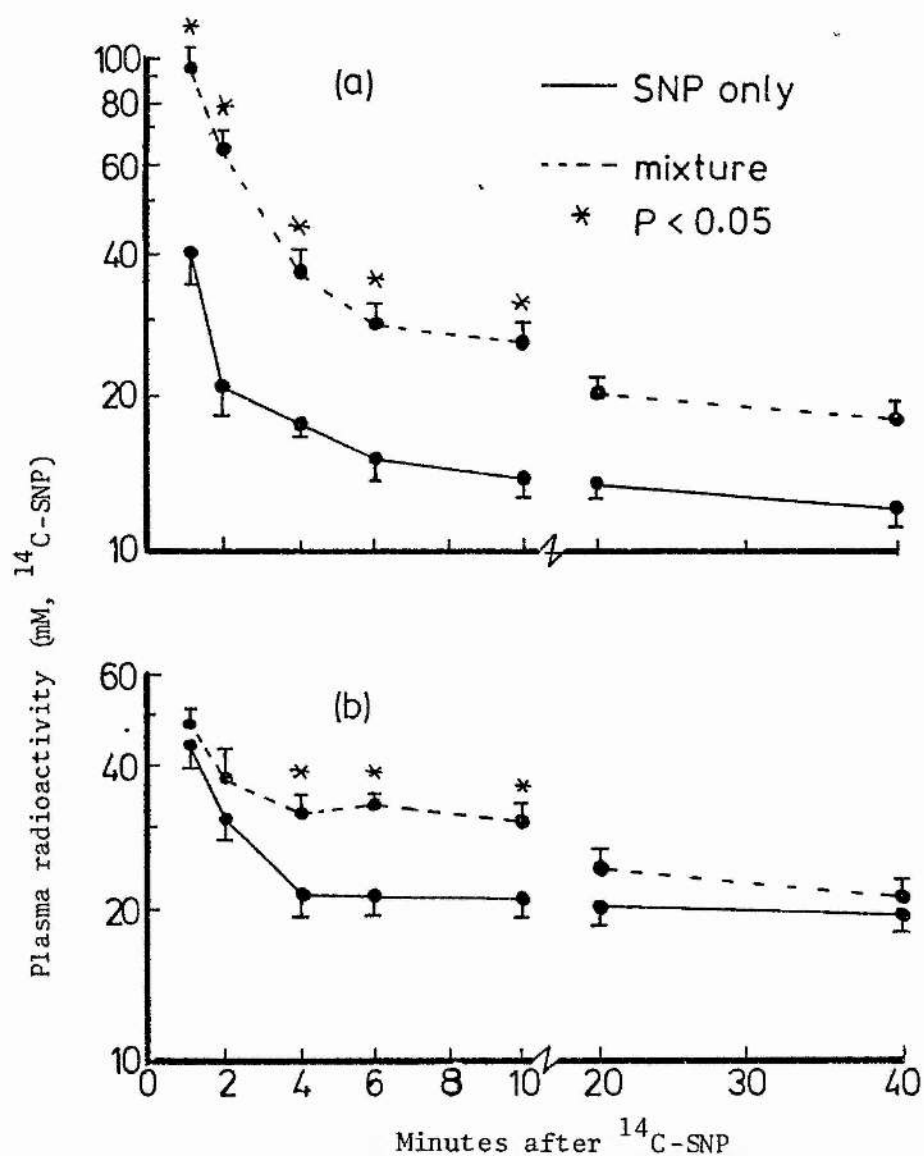 (a)
SNP only
mixture
* P < 0.05
100
80
60
40
20
10
* * * * *
(b)
60
40
20
10
* * *
0 2 4 6 8 10 20 30 40
Plasma radioactivity (mM, ¹⁴C-SNP)
Minutes after ¹⁴C-SNP